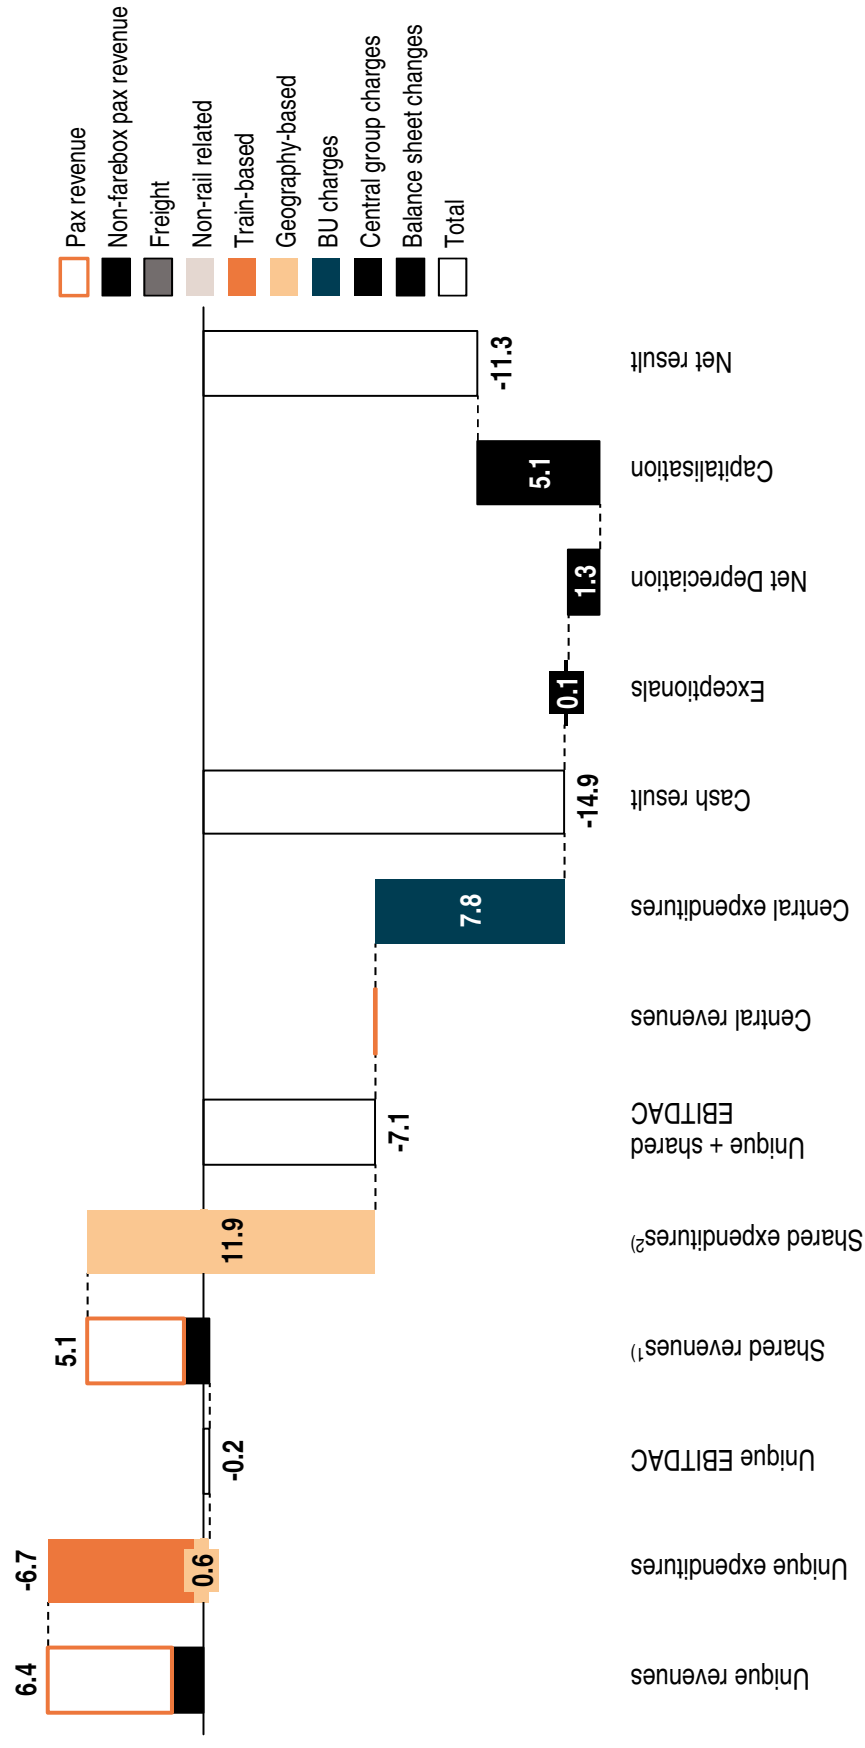 Pax revenue
Non-farebox pax revenue
Freight
Non-rail related
Train-based
Geography-based
BU charges
Central group charges
Balance sheet changes
Total
6.4
-6.7
0.6
-0.2
5.1
11.9
-7.1
7.8
-14.9
0.1
1.3
5.1
-11.3
Unique revenues
Unique expenditures
Unique EBITDAC
Shared revenues1)
Shared expenditures2)
Unique + shared
EBITDAC
Central revenues
Central expenditures
Cash result
Exceptionals
Net Depreciation
Capitalisation
Net result